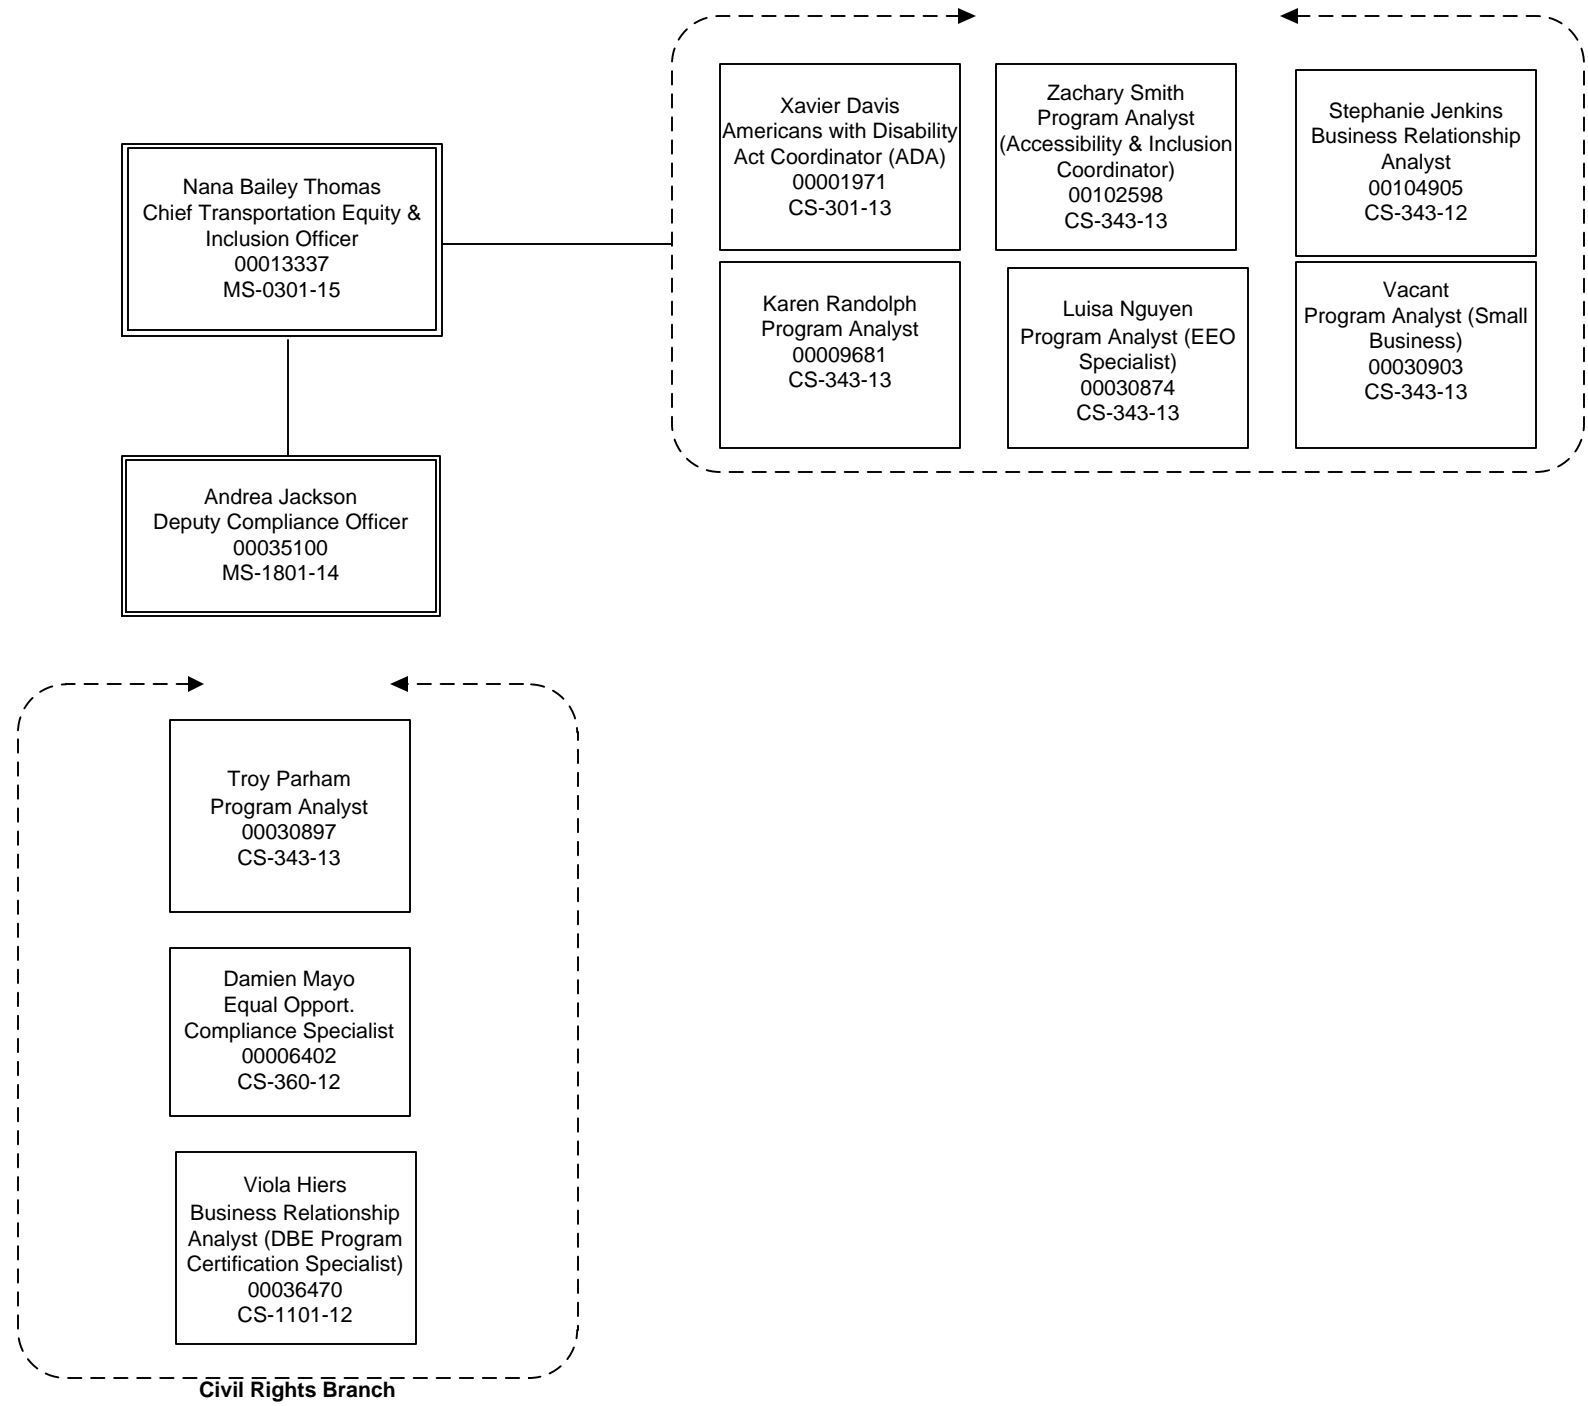 Nana Bailey Thomas
Chief Transportation Equity &
Inclusion Officer
00013337
MS-0301-15
Xavier Davis
Americans with Disability
Act Coordinator (ADA)
00001971
CS-301-13
Zachary Smith
Program Analyst
(Accessibility & Inclusion
Coordinator)
00102598
CS-343-13
Stephanie Jenkins
Business Relationship
Analyst
00104905
CS-343-12
Karen Randolph
Program Analyst
00009681
CS-343-13
Luisa Nguyen
Program Analyst (EEO
Specialist)
00030874
CS-343-13
Vacant
Program Analyst (Small
Business)
00030903
CS-343-13
Andrea Jackson
Deputy Compliance Officer
00035100
MS-1801-14
Troy Parham
Program Analyst
00030897
CS-343-13
Damien Mayo
Equal Opport.
Compliance Specialist
00006402
CS-360-12
Viola Hiers
Business Relationship
Analyst (DBE Program
Certification Specialist)
00036470
CS-1101-12
Civil Rights Branch